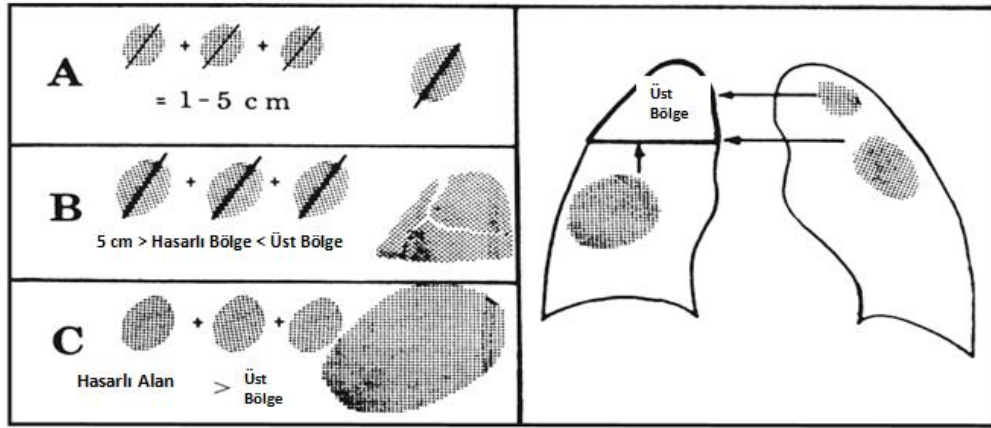 A
+ +
= 1 - 5 cm
B
+ +
5 cm > Hasarlı Bölge < Üst Bölge
C
+ +
Hasarlı Alan > Üst
Bölge
Üst
Bölge